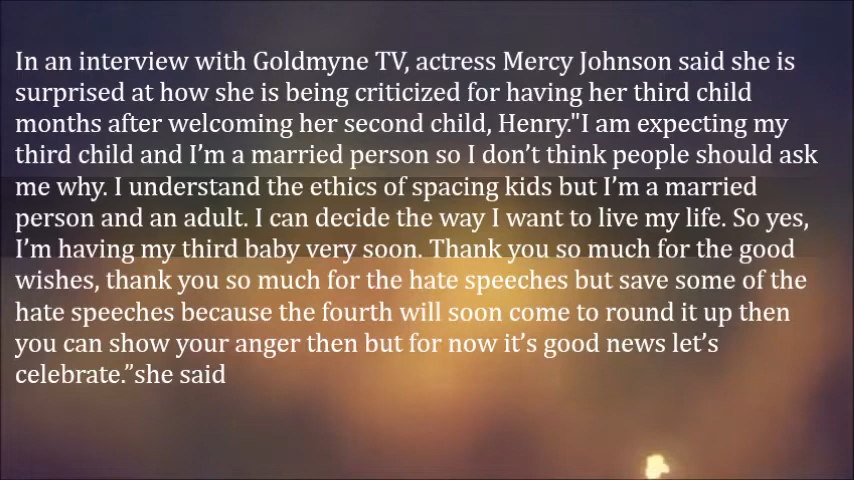 In an interview with Goldmyne TV, actress Mercy Johnson said she is
surprised at how she is being criticized for having her third child
months after welcoming her second child, Henry."I am expecting my
third child and I’m a married person so I don’t think people should ask
me why. I understand the ethics of spacing kids but I’m a married
person and an adult. I can decide the way I want to live my life. So yes,
I’m having my third baby very soon. Thank you so much for the good
wishes, thank you so much for the hate speeches but save some of the
hate speeches because the fourth will soon come to round it up then
you can show your anger then but for now it’s good news let’s
celebrate.”she said